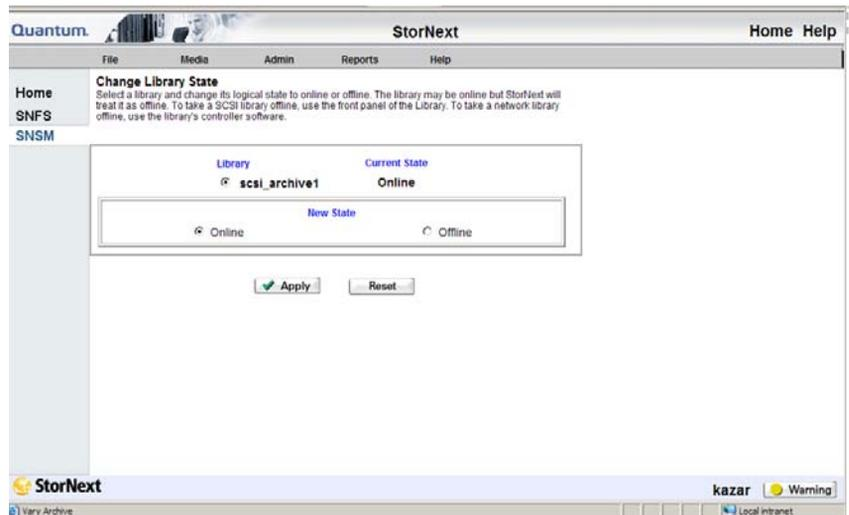 Quantum. StorNext Home Help
File Media Admin Reports Help
Home
SNFS
SNSM
Change Library State
Select a library and change its logical state to online or offline. The library may be online but StorNext will
treat it as offline. To take a SCSI library offline, use the front panel of the Library. To take a network library
offline, use the library's controller software.
Library Current State
scsi_archive1 Online
New State
Online Offline
Apply Reset
StorNext
kazar Warning
Vary Archive Local intranet